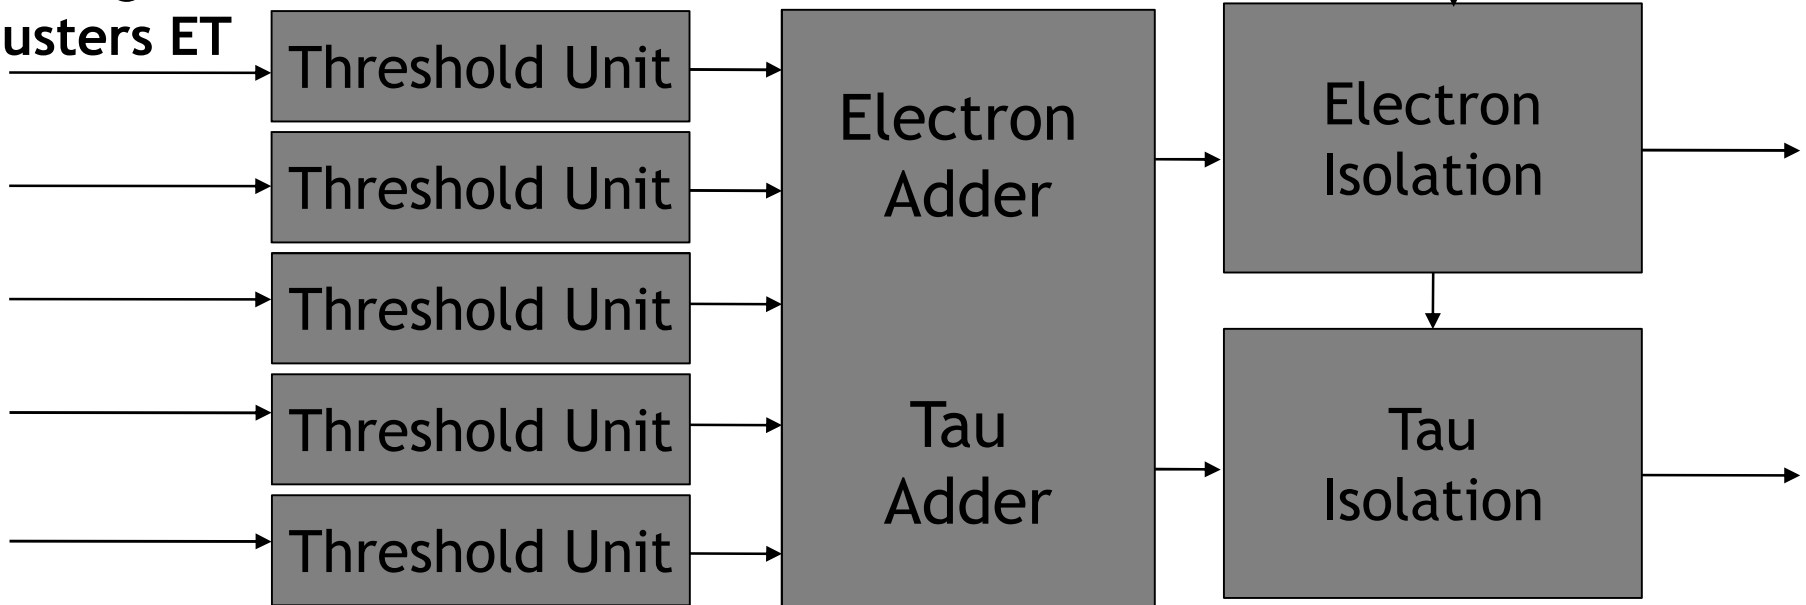 usters ET
Threshold Unit
Threshold Unit
Threshold Unit
Threshold Unit
Threshold Unit
Electron
Adder
Tau
Adder
Electron
Isolation
Tau
Isolation